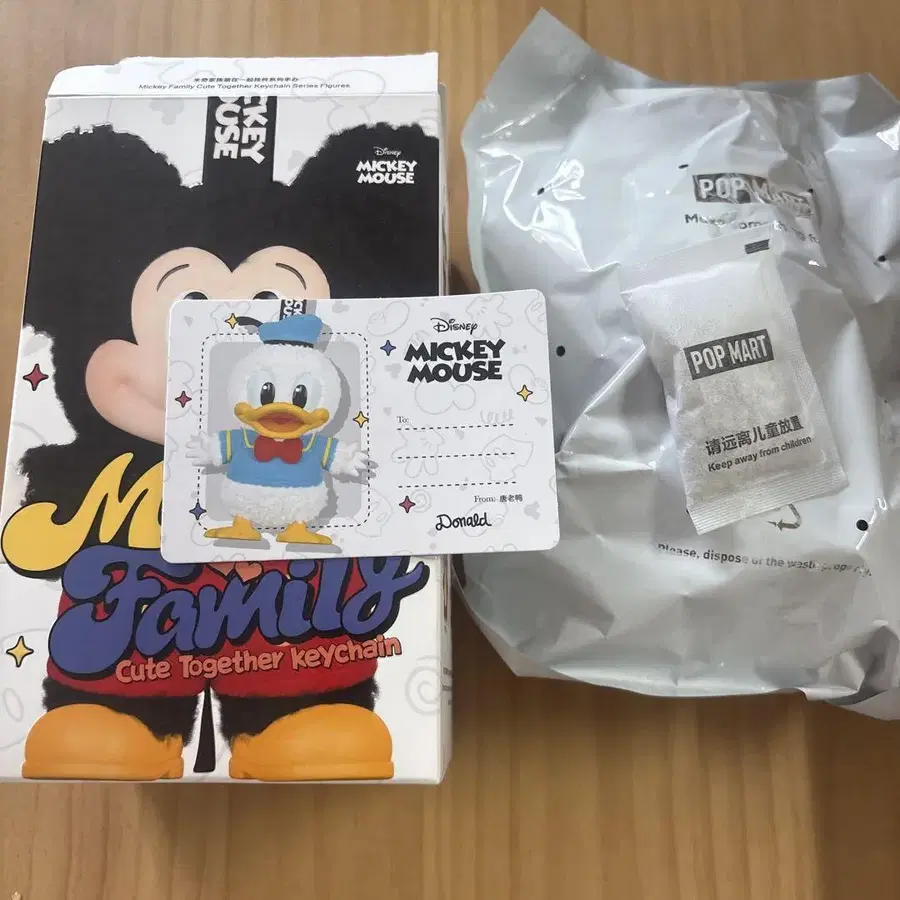 米奇家族萌在一起挂件系列手办
Mickey Family Cute Together Keychain Series Figures
MICKEY
MOUSE
Disney
MICKEY
MOUSE
Family
Cute Together Keychain
Disney
MICKEY
MOUSE
To:
From: 唐老鸭
Donald
POP MART
POP MART
请远离儿童放置
Keep away from children
Please, dispose of the waste properly.